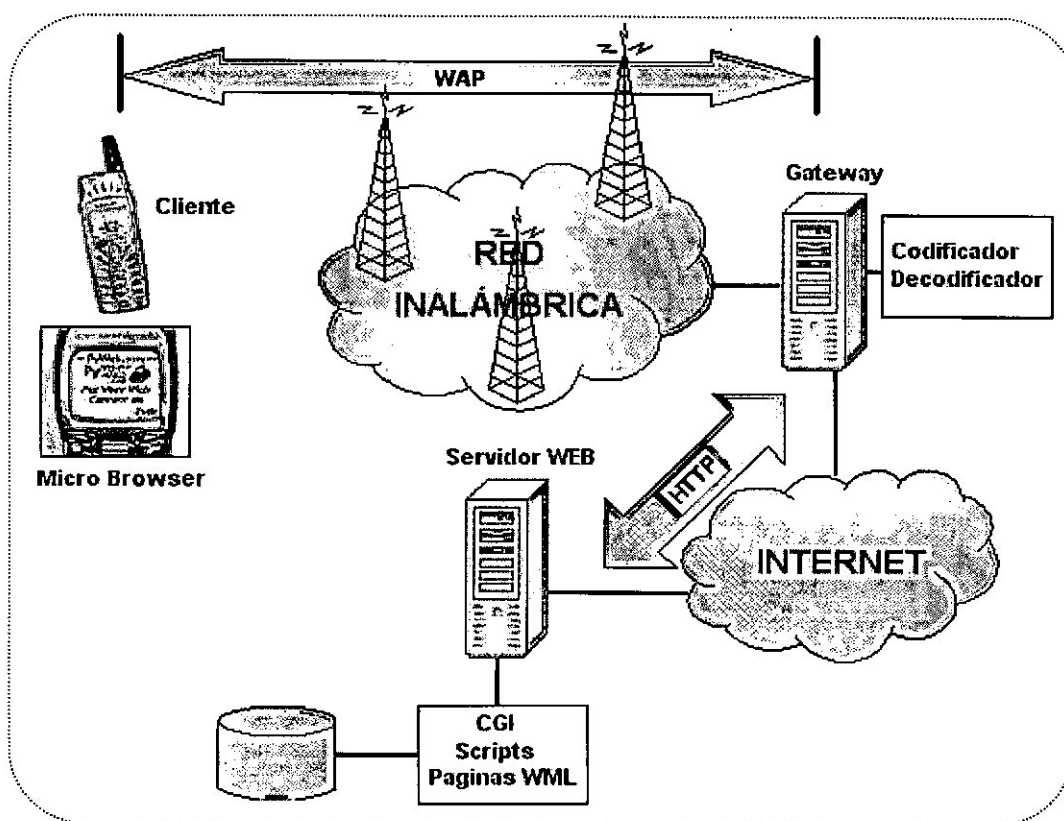 WAP
Gateway
Cliente
Codificador
Decodificador
RED
INALÁMBRICA
Servidor WEB
HTTP
Micro Browser
INTERNET
CGI
Scripts
Paginas WML